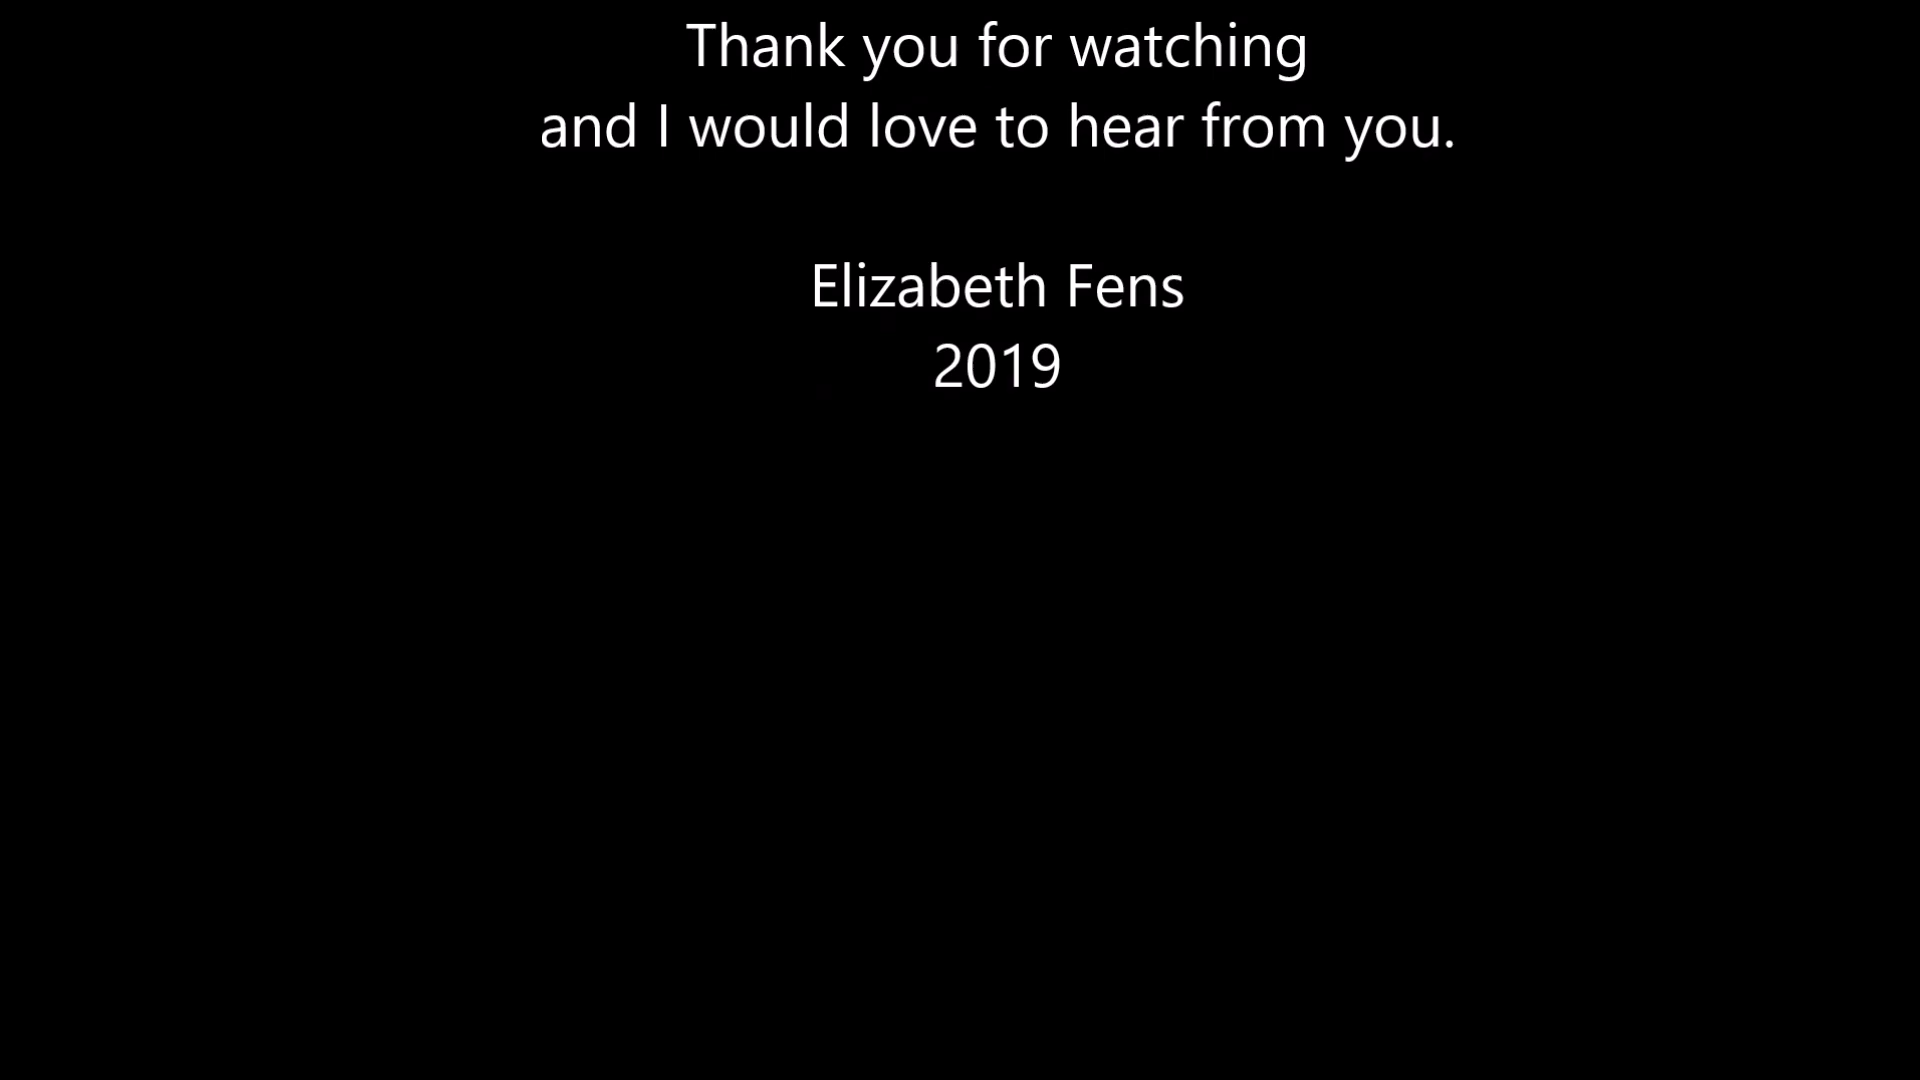 Thank you for watching
and I would love to hear from you.
Elizabeth Fens
2019